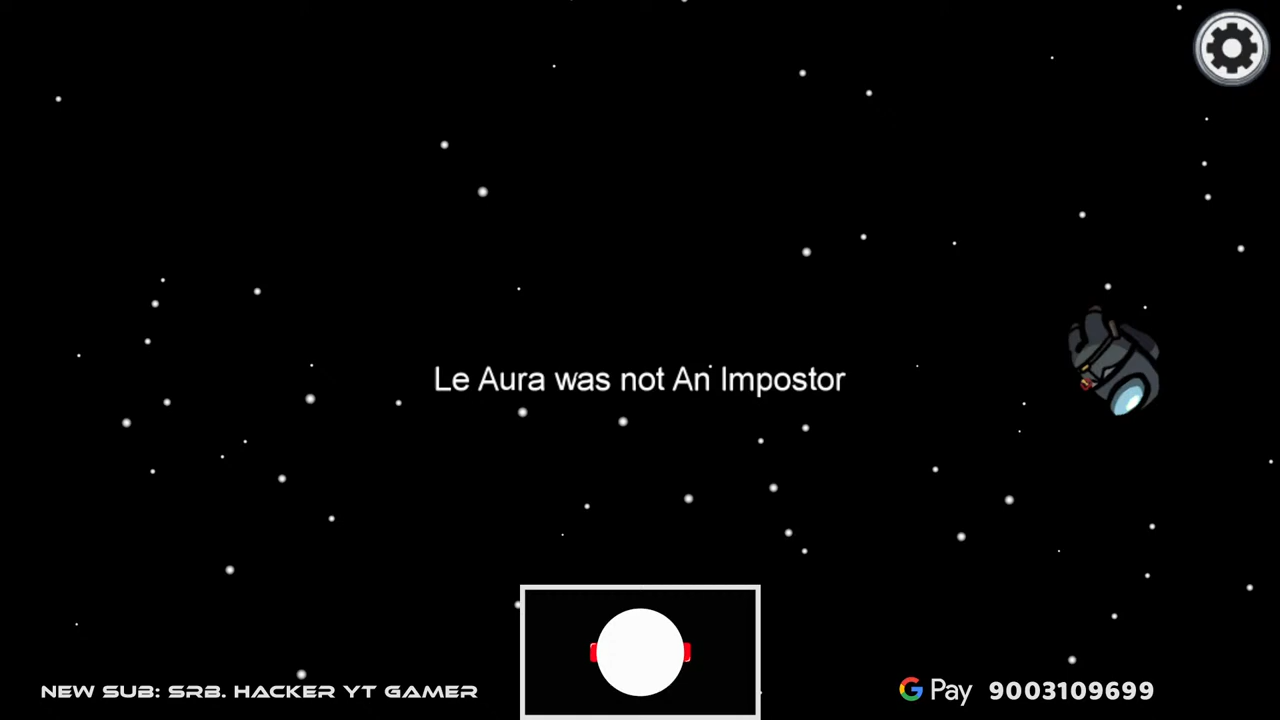 Le Aura was not An Impostor
NEW SUB: SRB. HACKER YT GAMER
G Pay 9003109699